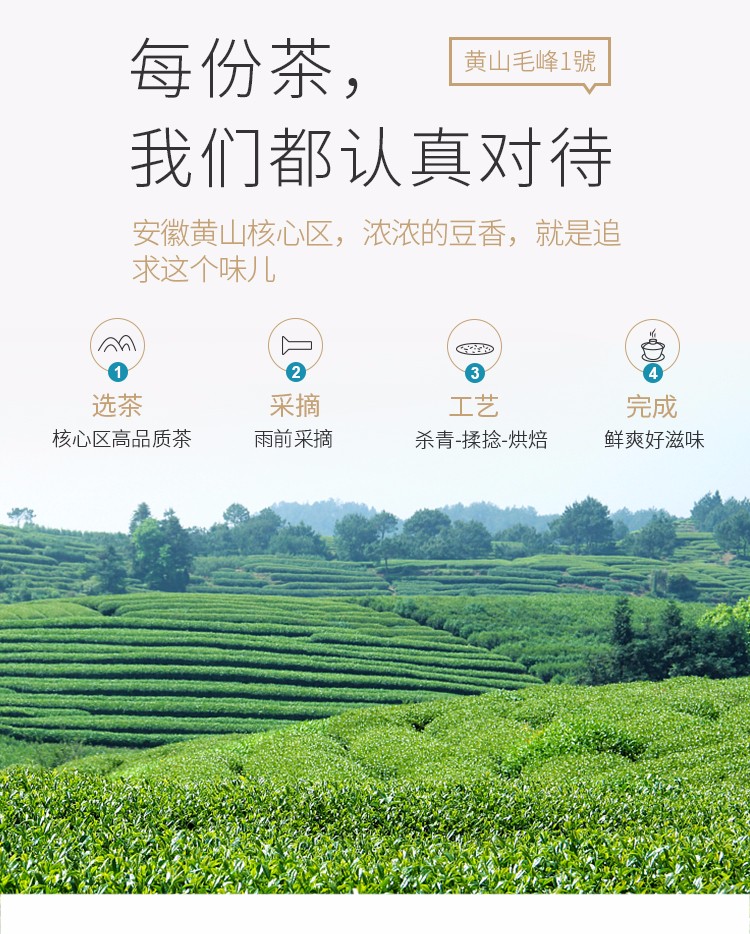 每份茶，
黄山毛峰1號
我们都认真对待
安徽黄山核心区，浓浓的豆香，就是追
求这个味儿
1
2
3
4
选茶
采摘
工艺
完成
核心区高品质茶
雨前采摘
杀青-揉捻-烘焙
鲜爽好滋味